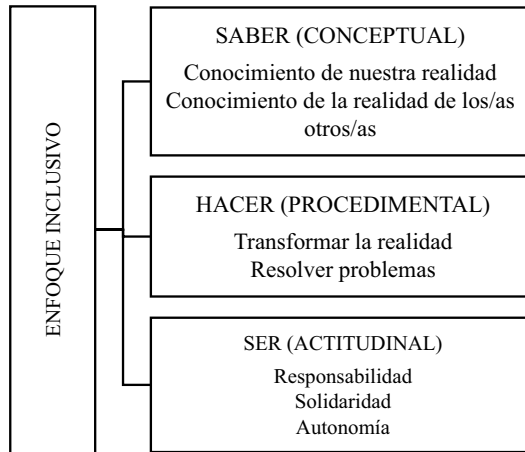 ENFOQUE INCLUSIVO
SABER (CONCEPTUAL)
Conocimiento de nuestra realidad
Conocimiento de la realidad de los/as
otros/as
HACER (PROCEDIMENTAL)
Transformar la realidad
Resolver problemas
SER (ACTITUDINAL)
Responsabilidad
Solidaridad
Autonomía